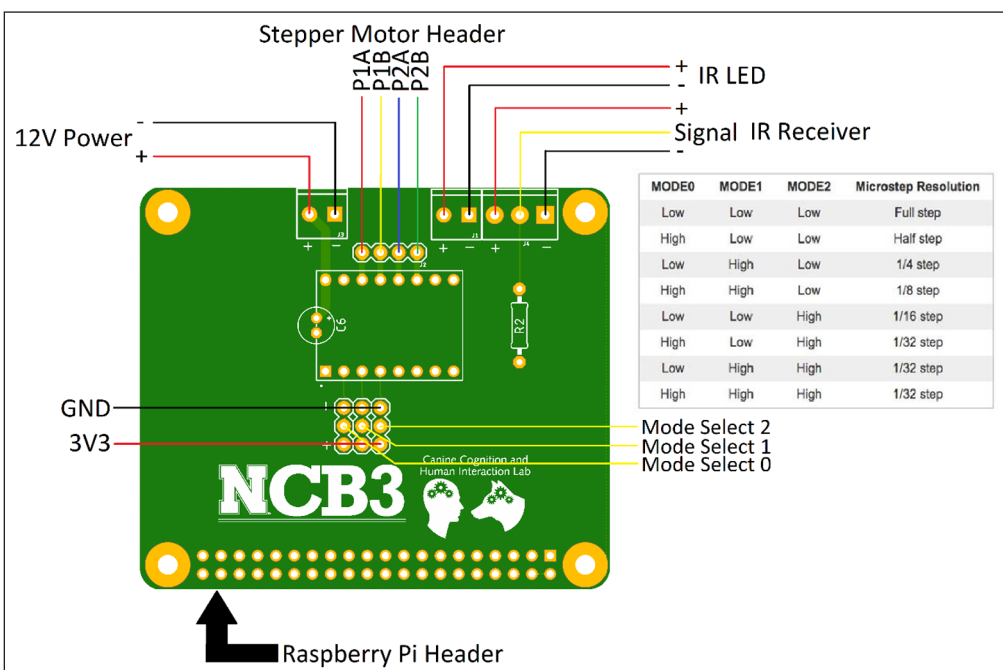 Stepper Motor Header
P1A
P1B
P2A
P2B
+
IR LED
-
+
Signal IR Receiver
-
-
12V Power
+
MODE0 MODE1 MODE2 Microstep Resolution
Low Low Low Full step
High Low Low Half step
Low High Low 1/4 step
High High Low 1/8 step
Low Low High 1/16 step
High Low High 1/32 step
Low High High 1/32 step
High High High 1/32 step
J3
+ -
J1
+ -
J4
+ -
J2
+
C6
R2
GND
-
3V3
+
Mode Select 2
Mode Select 1
Mode Select 0
NCB3
Canine Cognition and
Human Interaction Lab
Raspberry Pi Header